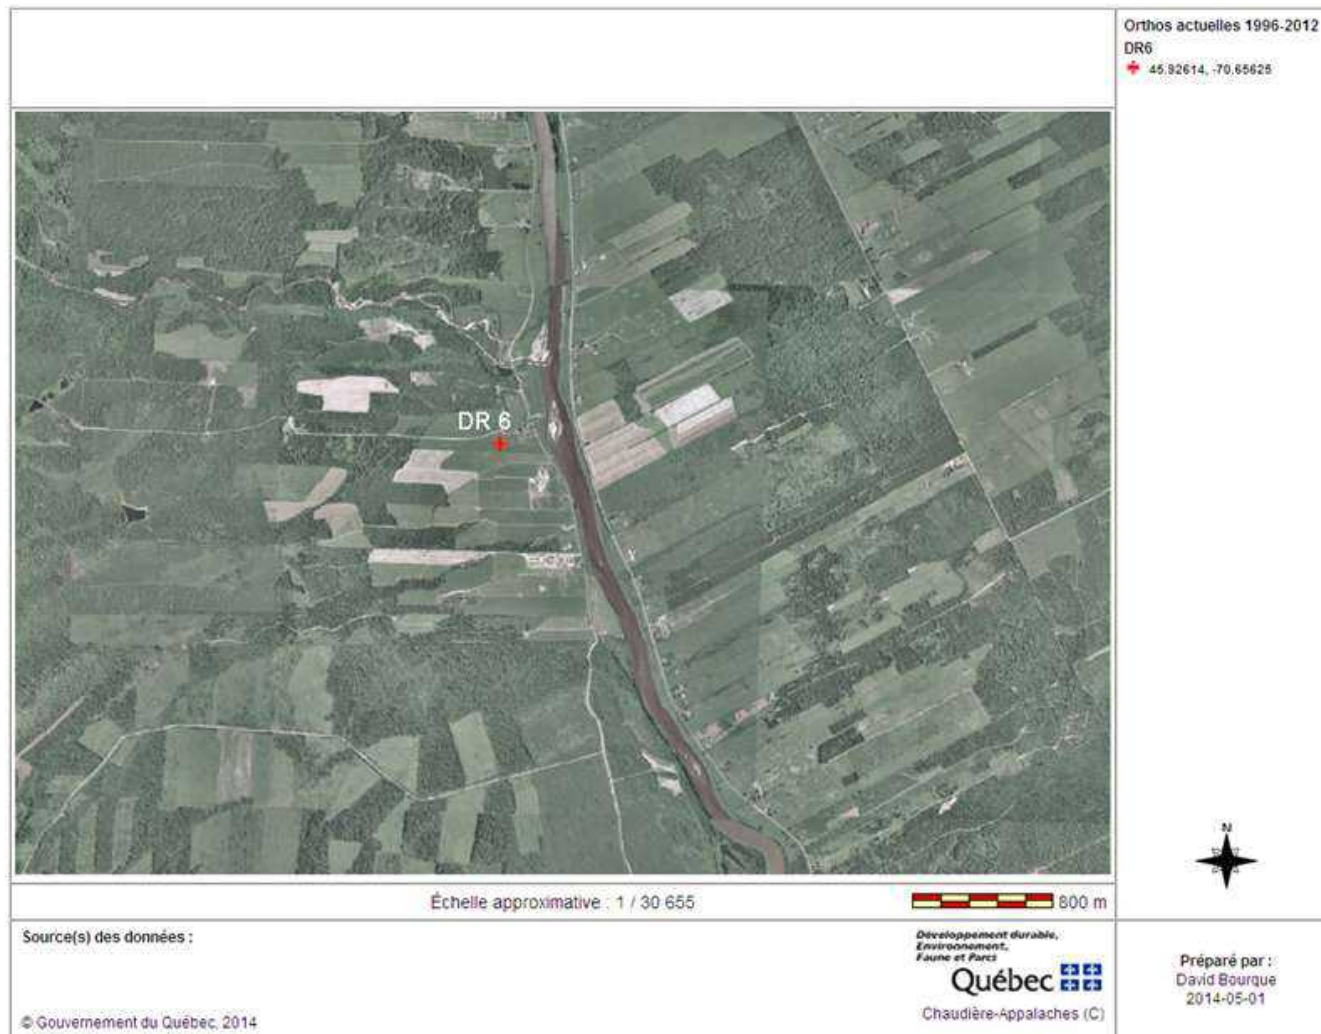 Orthos actuelles 1996-2012
DR6
45.92614, -70.65625
DR 6
N
Échelle approximative : 1 / 30 655
800 m
Source(s) des données :
© Gouvernement du Québec, 2014
Développement durable,
Environnement,
Faune et Parcs
Québec
Chaudière-Appalaches (C)
Préparé par :
David Bourque
2014-05-01